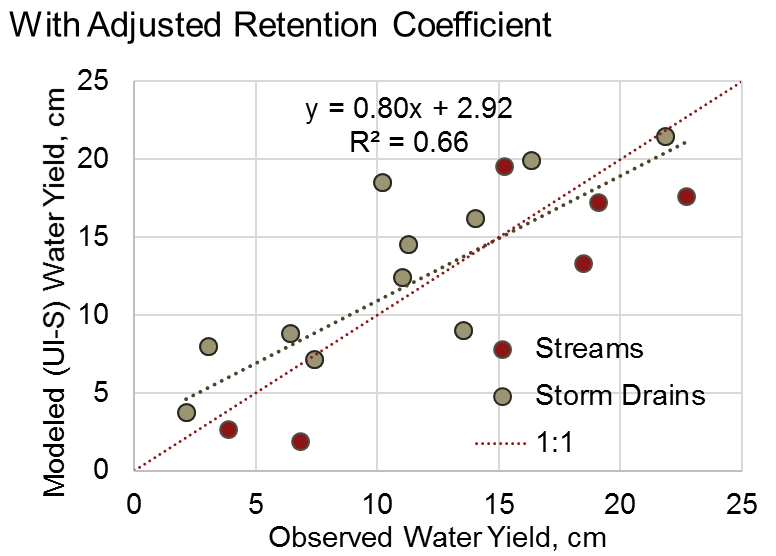 With Adjusted Retention Coefficient
Modeled (UI-S) Water Yield, cm
25
20
15
10
5
0
y = 0.80x + 2.92
R² = 0.66
Streams
Storm Drains
1:1
0 5 10 15 20 25
Observed Water Yield, cm